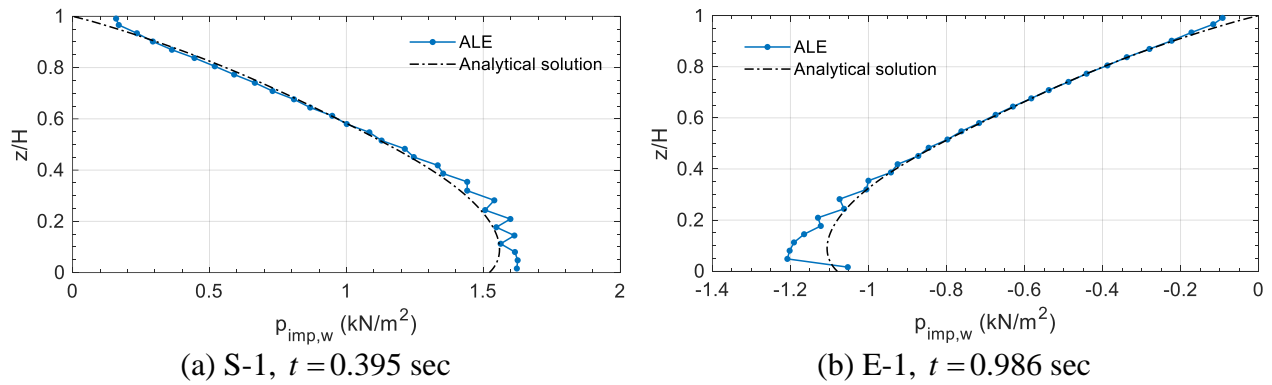 1
0.8
0.6
0.4
0.2
0
z/H
0
0.5
1
1.5
2
p_imp,w (kN/m²)
ALE
Analytical solution
(a) S-1, t = 0.395 sec
1
0.8
0.6
0.4
0.2
0
z/H
-1.4
-1.2
-1
-0.8
-0.6
-0.4
-0.2
0
p_imp,w (kN/m²)
ALE
Analytical solution
(b) E-1, t = 0.986 sec